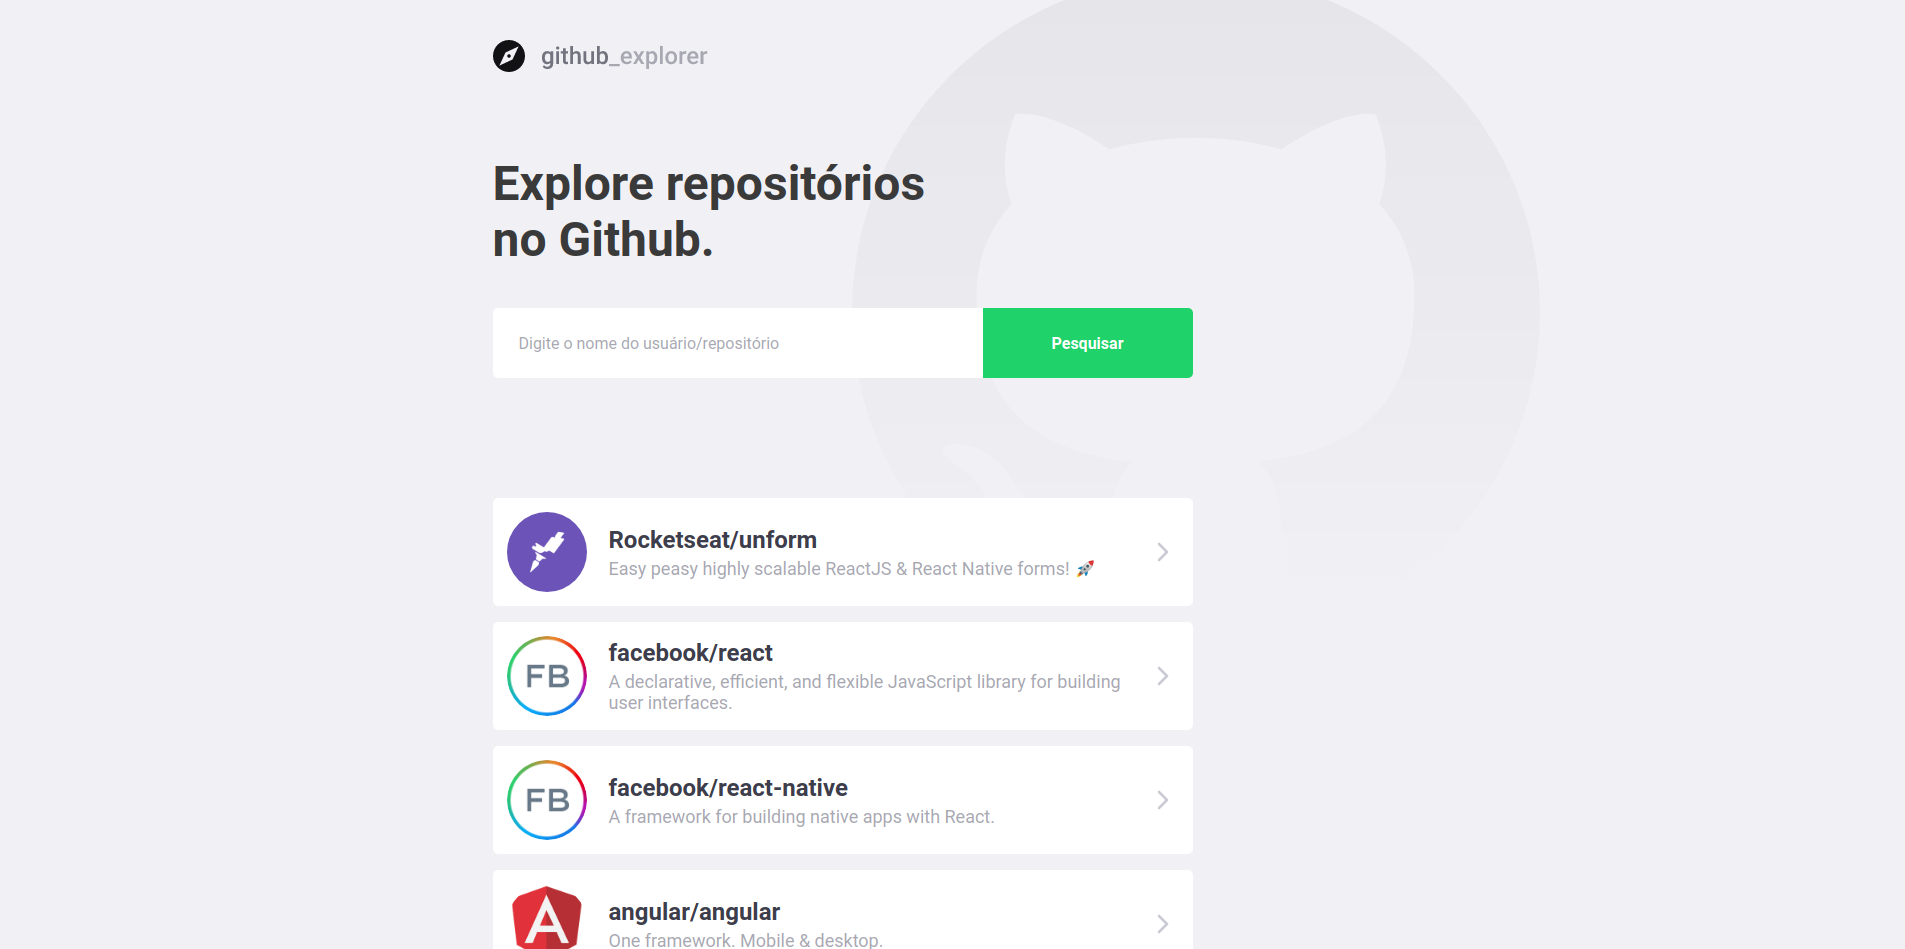 github_explorer
Explore repositórios
no Github.
Digite o nome do usuário/repositório
Pesquisar
Rocketseat/unform
Easy peasy highly scalable ReactJS & React Native forms! 🚀
FB
facebook/react
A declarative, efficient, and flexible JavaScript library for building
user interfaces.
FB
facebook/react-native
A framework for building native apps with React.
A
angular/angular
One framework. Mobile & desktop.